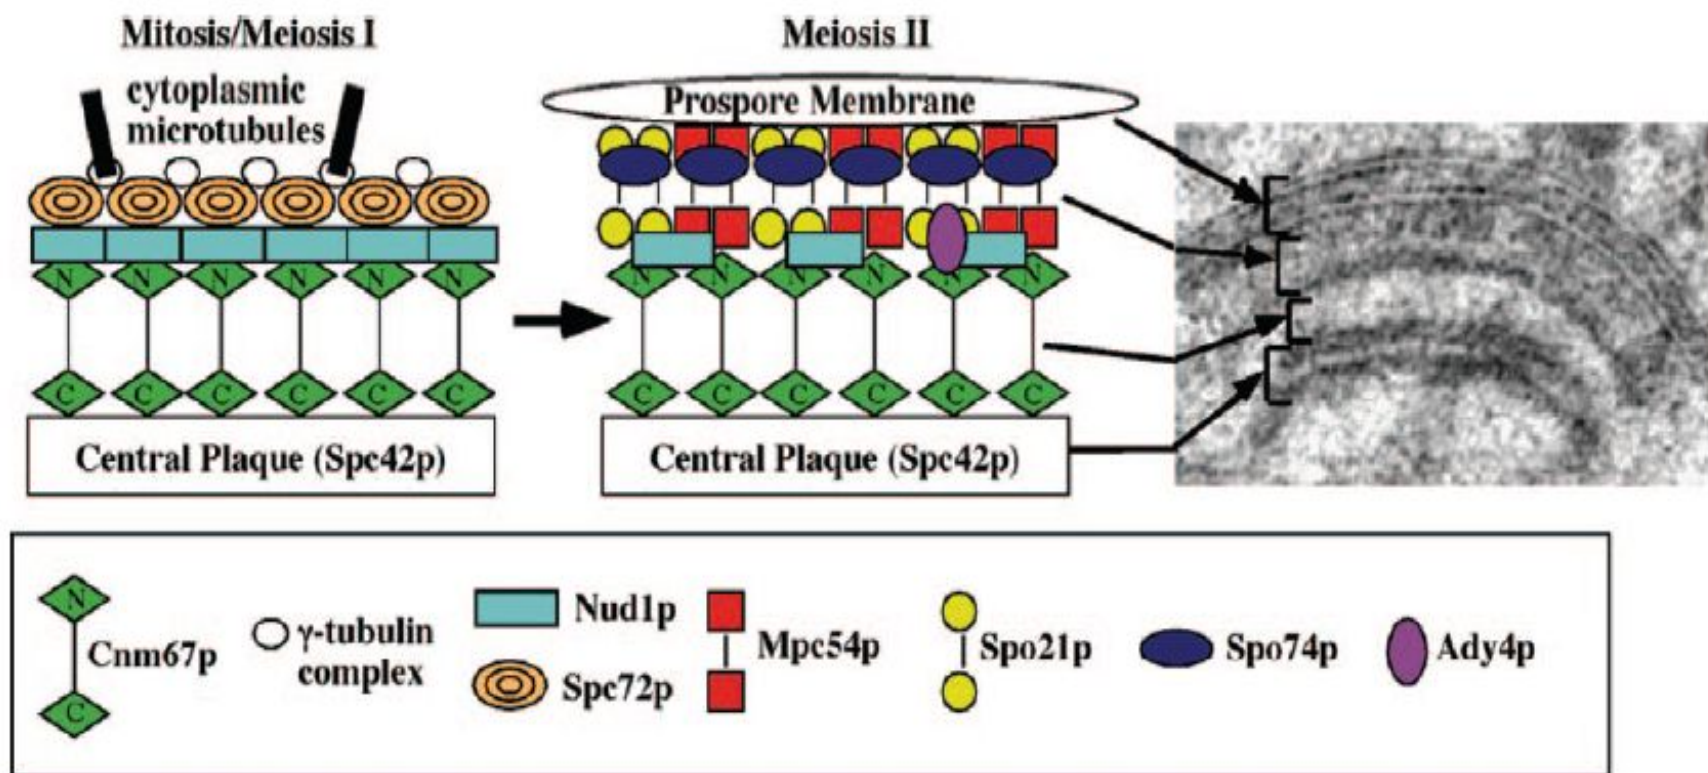 Mitosis/Meiosis I
cytoplasmic
microtubules
N N N N N N
C C C C C C
Central Plaque (Spc42p)
Meiosis II
Prospore Membrane
N N N N N N
C C C C C C
Central Plaque (Spc42p)
N
C
Cnm67p
γ-tubulin
complex
Nud1p
Spc72p
Mpc54p
Spo21p
Spo74p
Ady4p